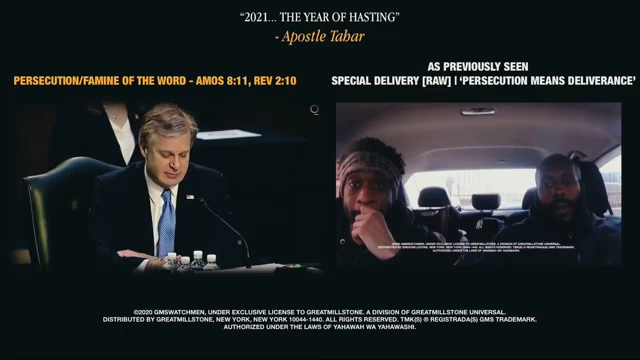 "2021... THE YEAR OF HASTING"
- Apostle Tahar
PERSECUTION/FAMINE OF THE WORD - AMOS 8:11, REV 2:10
AS PREVIOUSLY SEEN
SPECIAL DELIVERY [RAW] | 'PERSECUTION MEANS DELIVERANCE'
©2020 GMSWATCHMEN, UNDER EXCLUSIVE LICENSE TO GREATMILLSTONE. A DIVISION OF GREATMILLSTONE UNIVERSAL.
DISTRIBUTED BY GREATMILLSTONE, NEW YORK, NEW YORK 10044-1440. ALL RIGHTS RESERVED. TMK(S) ® REGISTRADA(S) GMS TRADEMARK.
AUTHORIZED UNDER THE LAWS OF YAHAWAH WA YAHAWASHI.